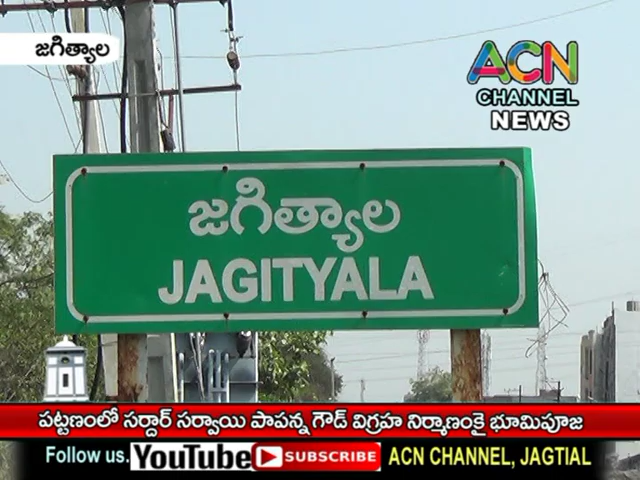 జగిత్యాల
ACN
CHANNEL
NEWS
జగిత్యాల
JAGITYALA
పట్టణంలో సర్దార్ సర్వాయి పాపన్న గౌడ్ విగ్రహ నిర్మాణంకై భూమిపూజ
Follow us. YouTube SUBSCRIBE ACN CHANNEL, JAGTIAL